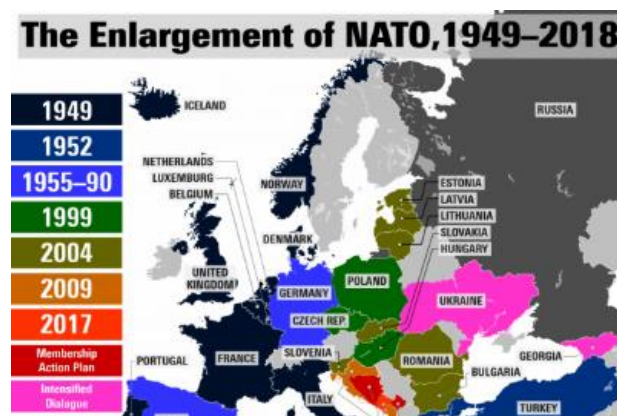 The Enlargement of NATO,1949–2018
1949
1952
1955–90
1999
2004
2009
2017
Membership
Action Plan
Intensified
Dialogue
ICELAND
RUSSIA
NETHERLANDS
LUXEMBURG
BELGIUM
NORWAY
ESTONIA
LATVIA
LITHUANIA
SLOVAKIA
HUNGARY
DENMARK
UNITED
KINGDOM
GERMANY
POLAND
UKRAINE
CZECH REP.
PORTUGAL
FRANCE
SLOVENIA
ROMANIA
GEORGIA
BULGARIA
ITALY
TURKEY